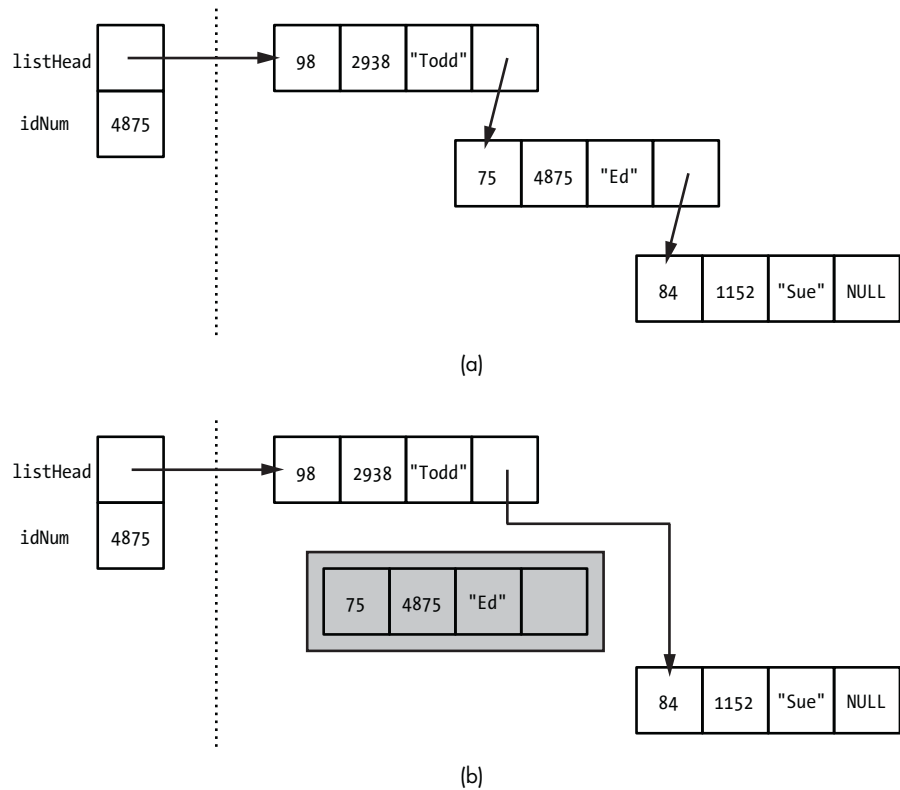 listHead
98 2938 "Todd"
idNum 4875
75 4875 "Ed"
84 1152 "Sue" NULL
(a)
listHead
98 2938 "Todd"
idNum 4875
75 4875 "Ed"
84 1152 "Sue" NULL
(b)